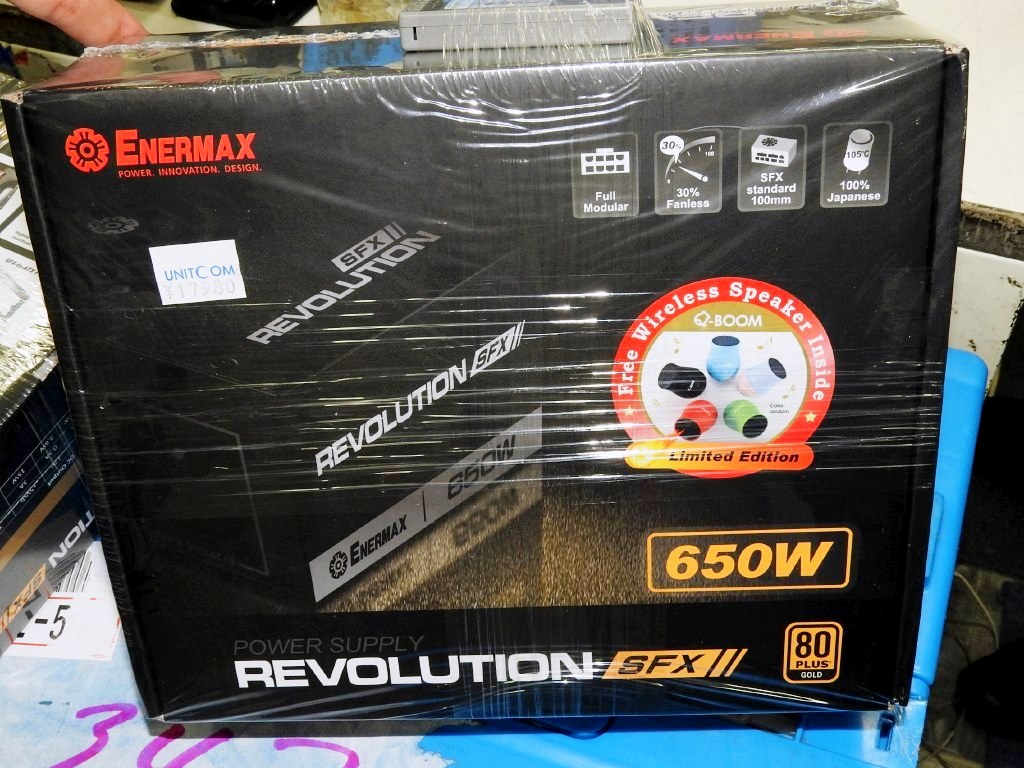 ENERMAX
POWER. INNOVATION. DESIGN.
Full
Modular
30%
100
30%
Fanless
SFX
standard
100mm
105°C
100%
Japanese
UNITCOM
¥17980
SFX
REVOLUTION
REVOLUTION SFX
ENERMAX | 650W
Free Wireless Speaker Inside
Q-BOOM
Limited Edition
650W
POWER SUPPLY
REVOLUTION SFX
80
PLUS
GOLD
ENERMAX
-5